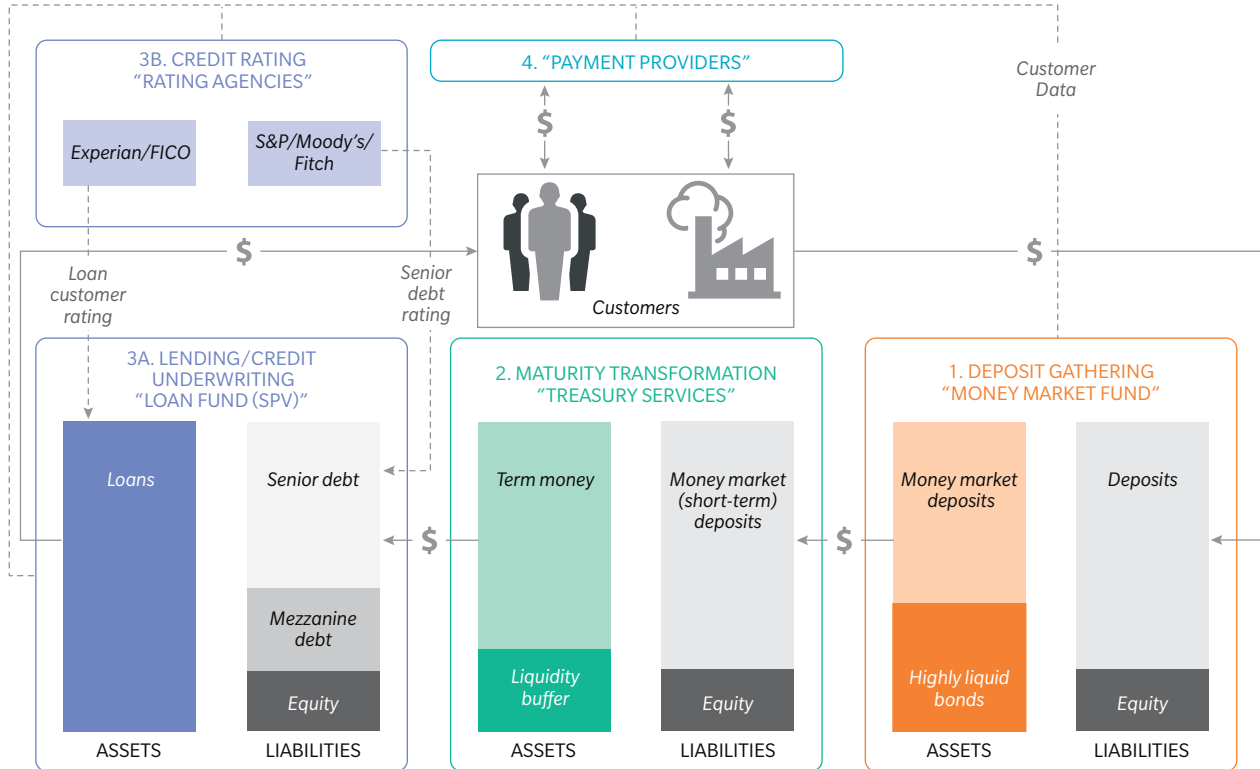 3B. CREDIT RATING
“RATING AGENCIES”
Experian/FICO
S&P/Moody’s/
Fitch
4. “PAYMENT PROVIDERS”
$
$
Customer
Data
Customers
$
$
Loan
customer
rating
Senior
debt
rating
3A. LENDING/CREDIT
UNDERWRITING
“LOAN FUND (SPV)”
Loans
Senior debt
Mezzanine
debt
Equity
ASSETS
LIABILITIES
$
2. MATURITY TRANSFORMATION
“TREASURY SERVICES”
Term money
Liquidity
buffer
Money market
(short-term)
deposits
Equity
ASSETS
LIABILITIES
$
1. DEPOSIT GATHERING
“MONEY MARKET FUND”
Money market
deposits
Highly liquid
bonds
Deposits
Equity
ASSETS
LIABILITIES